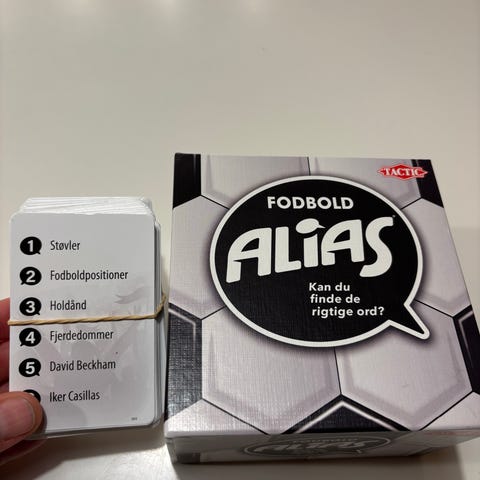 1 Støvler
2 Fodboldpositioner
3 Holdånd
4 Fjerdedommer
5 David Beckham
Iker Casillas
TACTIC
FODBOLD
ALiAS
Kan du
finde de
rigtige ord?